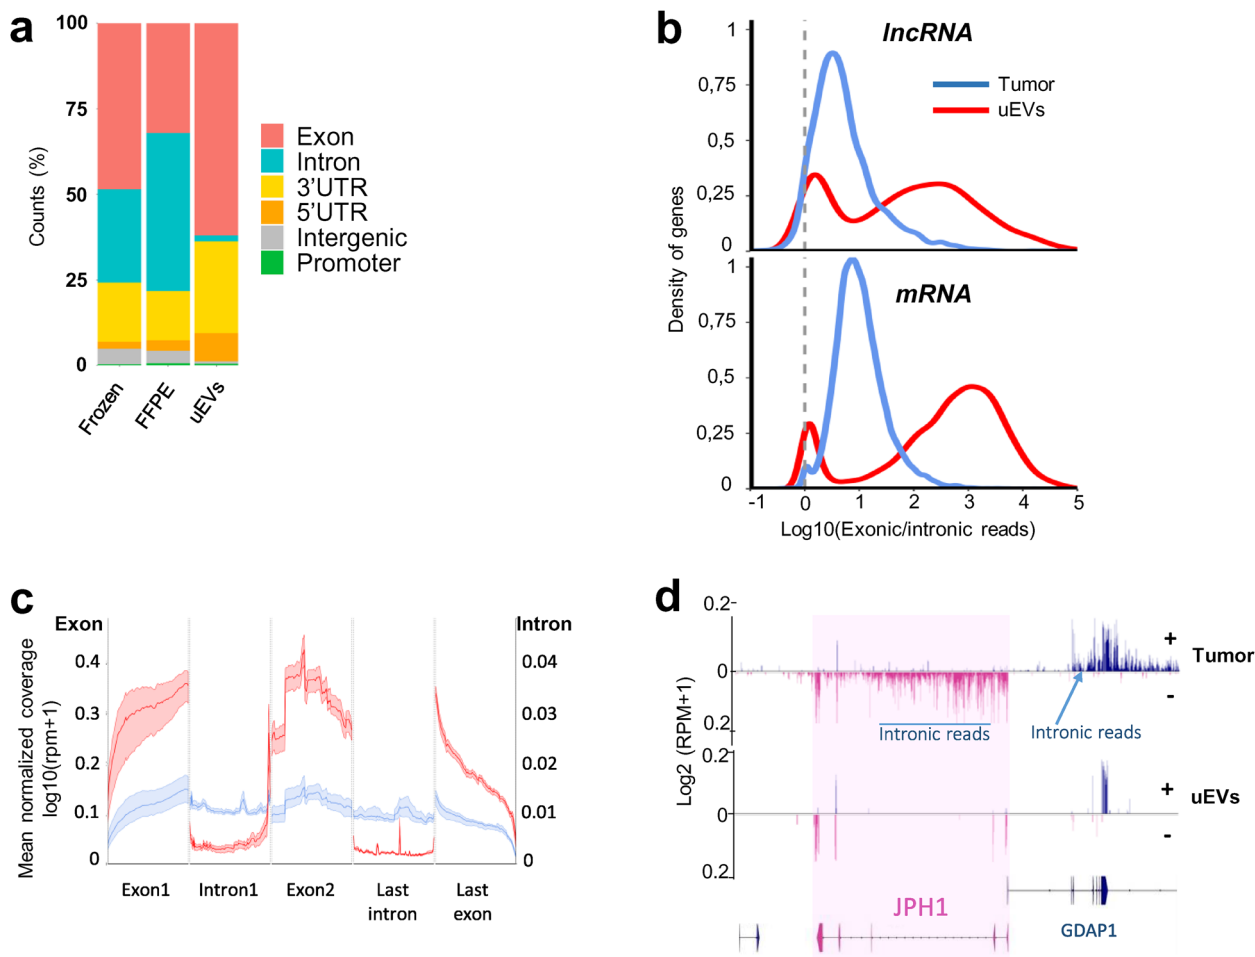 a
100
75
50
25
0
Counts (%)
Frozen
FFPE
uEVs
Exon
Intron
3’UTR
5’UTR
Intergenic
Promoter
b
lncRNA
Tumor
uEVs
1
0,75
0,5
0,25
0
Density of genes
mRNA
1
0,75
0,5
0,25
0
-1
0
1
2
3
4
5
Log10(Exonic/intronic reads)
c
Exon
Intron
Mean normalized coverage
log10(rpm+1)
0.4
0.3
0.2
0.1
0
0.04
0.03
0.02
0.01
0
Exon1
Intron1
Exon2
Last
intron
Last
exon
d
Log2 (RPM+1)
0.2
0
0.2
+
-
Tumor
Intronic reads
Intronic reads
0.2
0
0.2
+
-
uEVs
JPH1
GDAP1